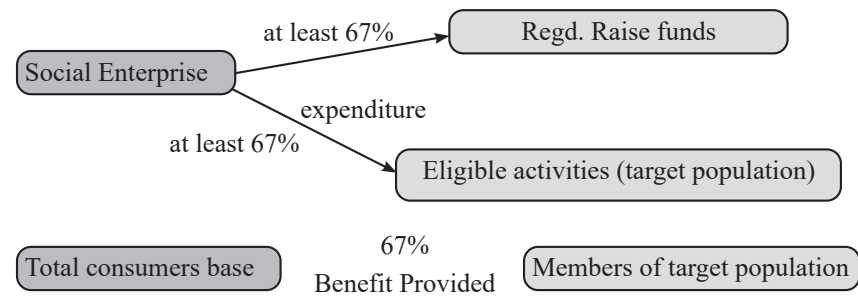 at least 67%
Regd. Raise funds
Social Enterprise
expenditure
at least 67%
Eligible activities (target population)
67%
Total consumers base
Benefit Provided
Members of target population